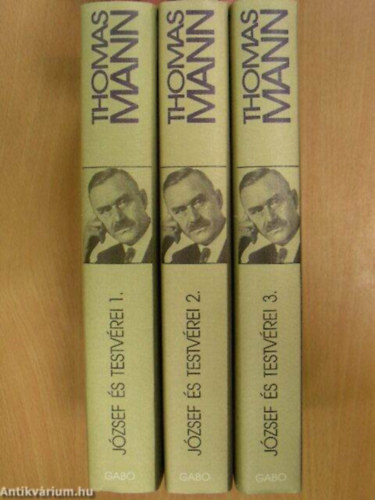 THOMAS
MANN
JÓZSEF ÉS TESTVÉREI 1.
GABO
THOMAS
MANN
JÓZSEF ÉS TESTVÉREI 2.
GABO
THOMAS
MANN
JÓZSEF ÉS TESTVÉREI 3.
GABO
Antikvárium.hu